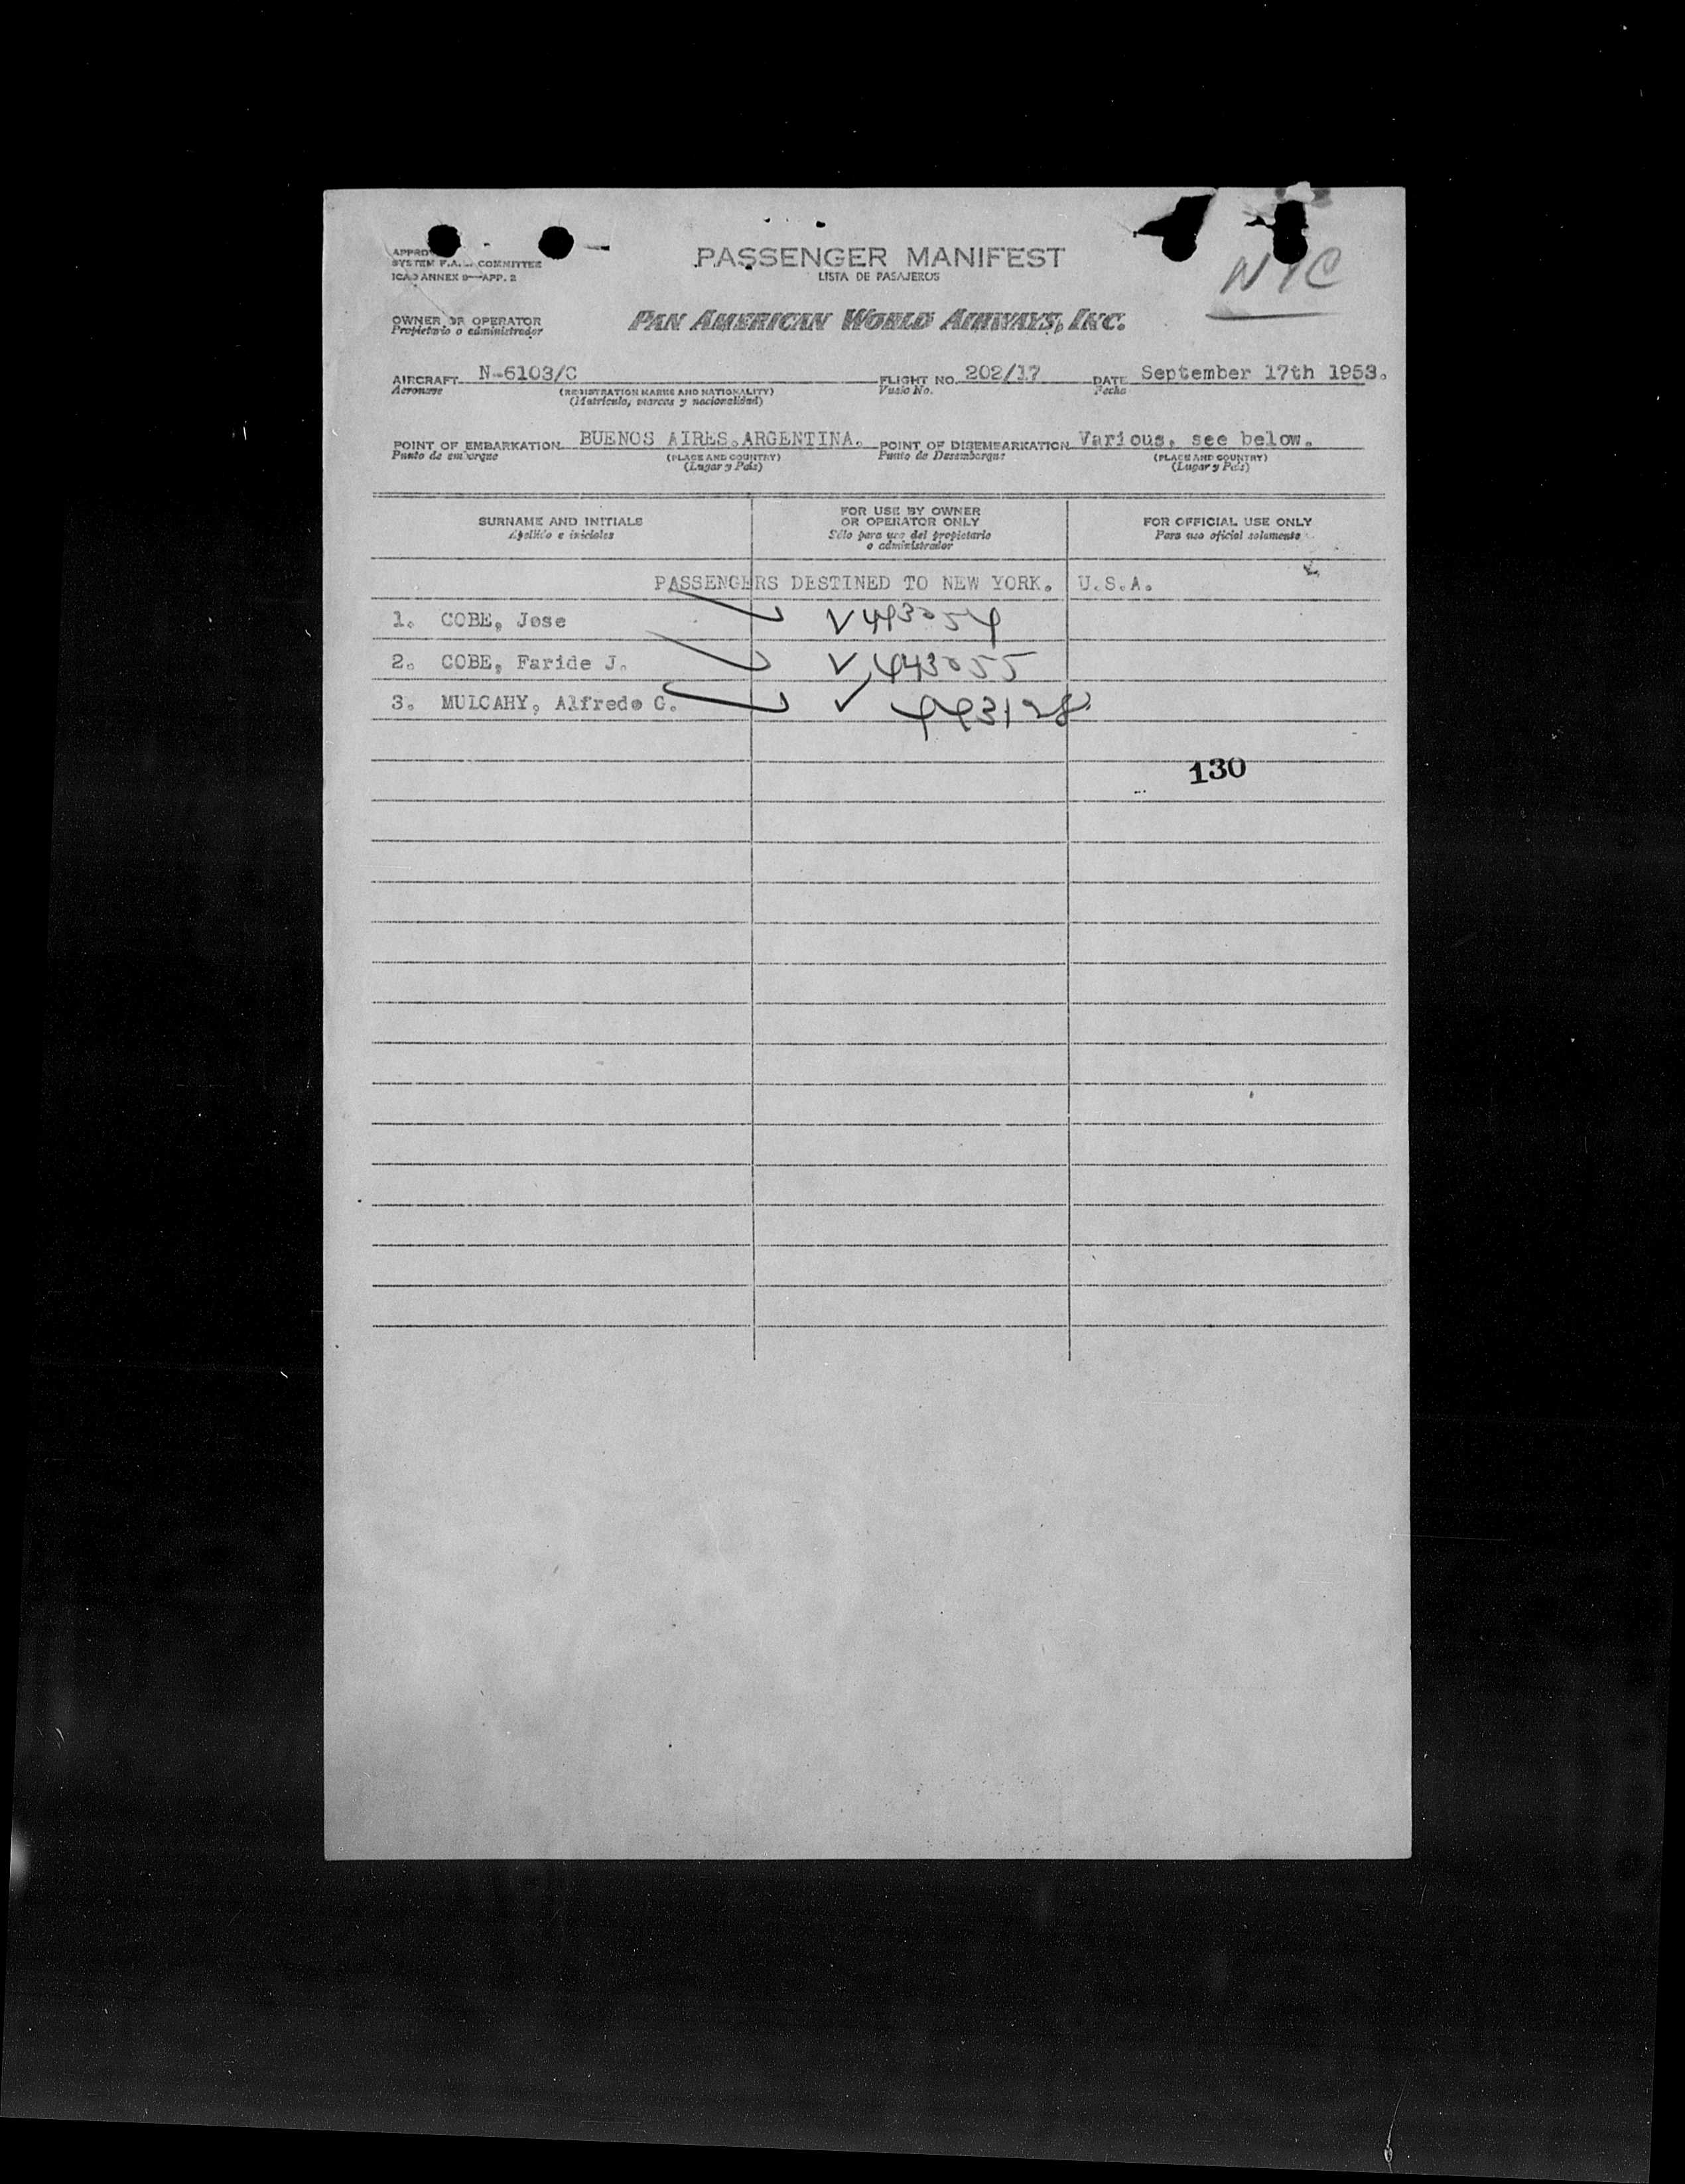 PASSENGER MANIFEST
LISTA DE PASAJEROS
NYC
SYSTEM F.A.L. COMMITTEE
ICAO ANNEX 9—APP. 2
OWNER OR OPERATOR
Propietario o administrador
PAN AMERICAN WORLD AIRWAYS, INC.
AIRCRAFT N-6103/C FLIGHT NO. 202/17 DATE September 17th 1953.
Aeronave (REGISTRATION MARKS AND NATIONALITY) Vuelo No. Fecha
(Matrícula, marcas y nacionalidad)
POINT OF EMBARKATION BUENOS AIRES.ARGENTINA. POINT OF DISEMBARKATION Various, see below.
Punto de embarque (PLACE AND COUNTRY) Punto de Desembarque (PLACE AND COUNTRY)
(Lugar y País) (Lugar y País)
SURNAME AND INITIALS
Apellido e iniciales
FOR USE BY OWNER
OR OPERATOR ONLY
Sólo para uso del propietario
o administrador
FOR OFFICIAL USE ONLY
Para uso oficial solamente
PASSENGERS DESTINED TO NEW YORK. U.S.A.
1. COBE, Jose V 443054
2. COBE, Faride J. V 443055
3. MULCAHY, Alfredo C. V 443128
130